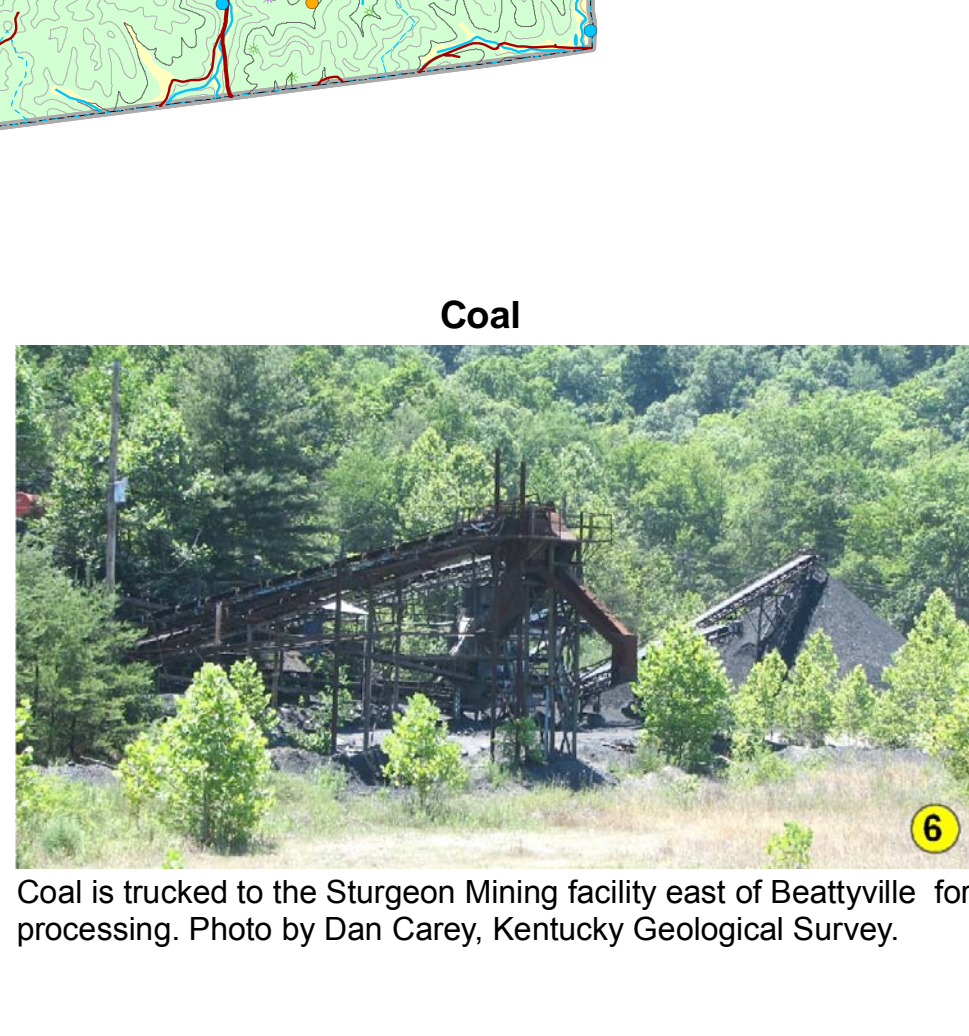 Coal
6
Coal is trucked to the Sturgeon Mining facility east of Beattyville for
processing. Photo by Dan Carey, Kentucky Geological Survey.